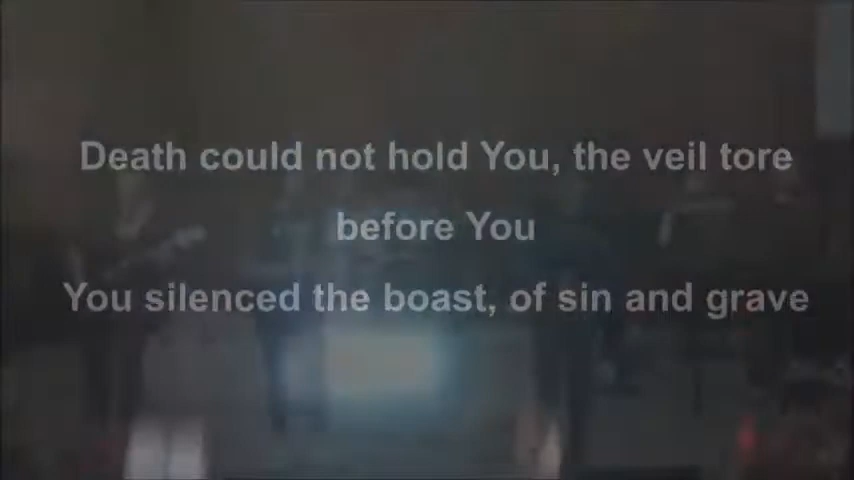 Death could not hold You, the veil tore
before You
You silenced the boast, of sin and grave